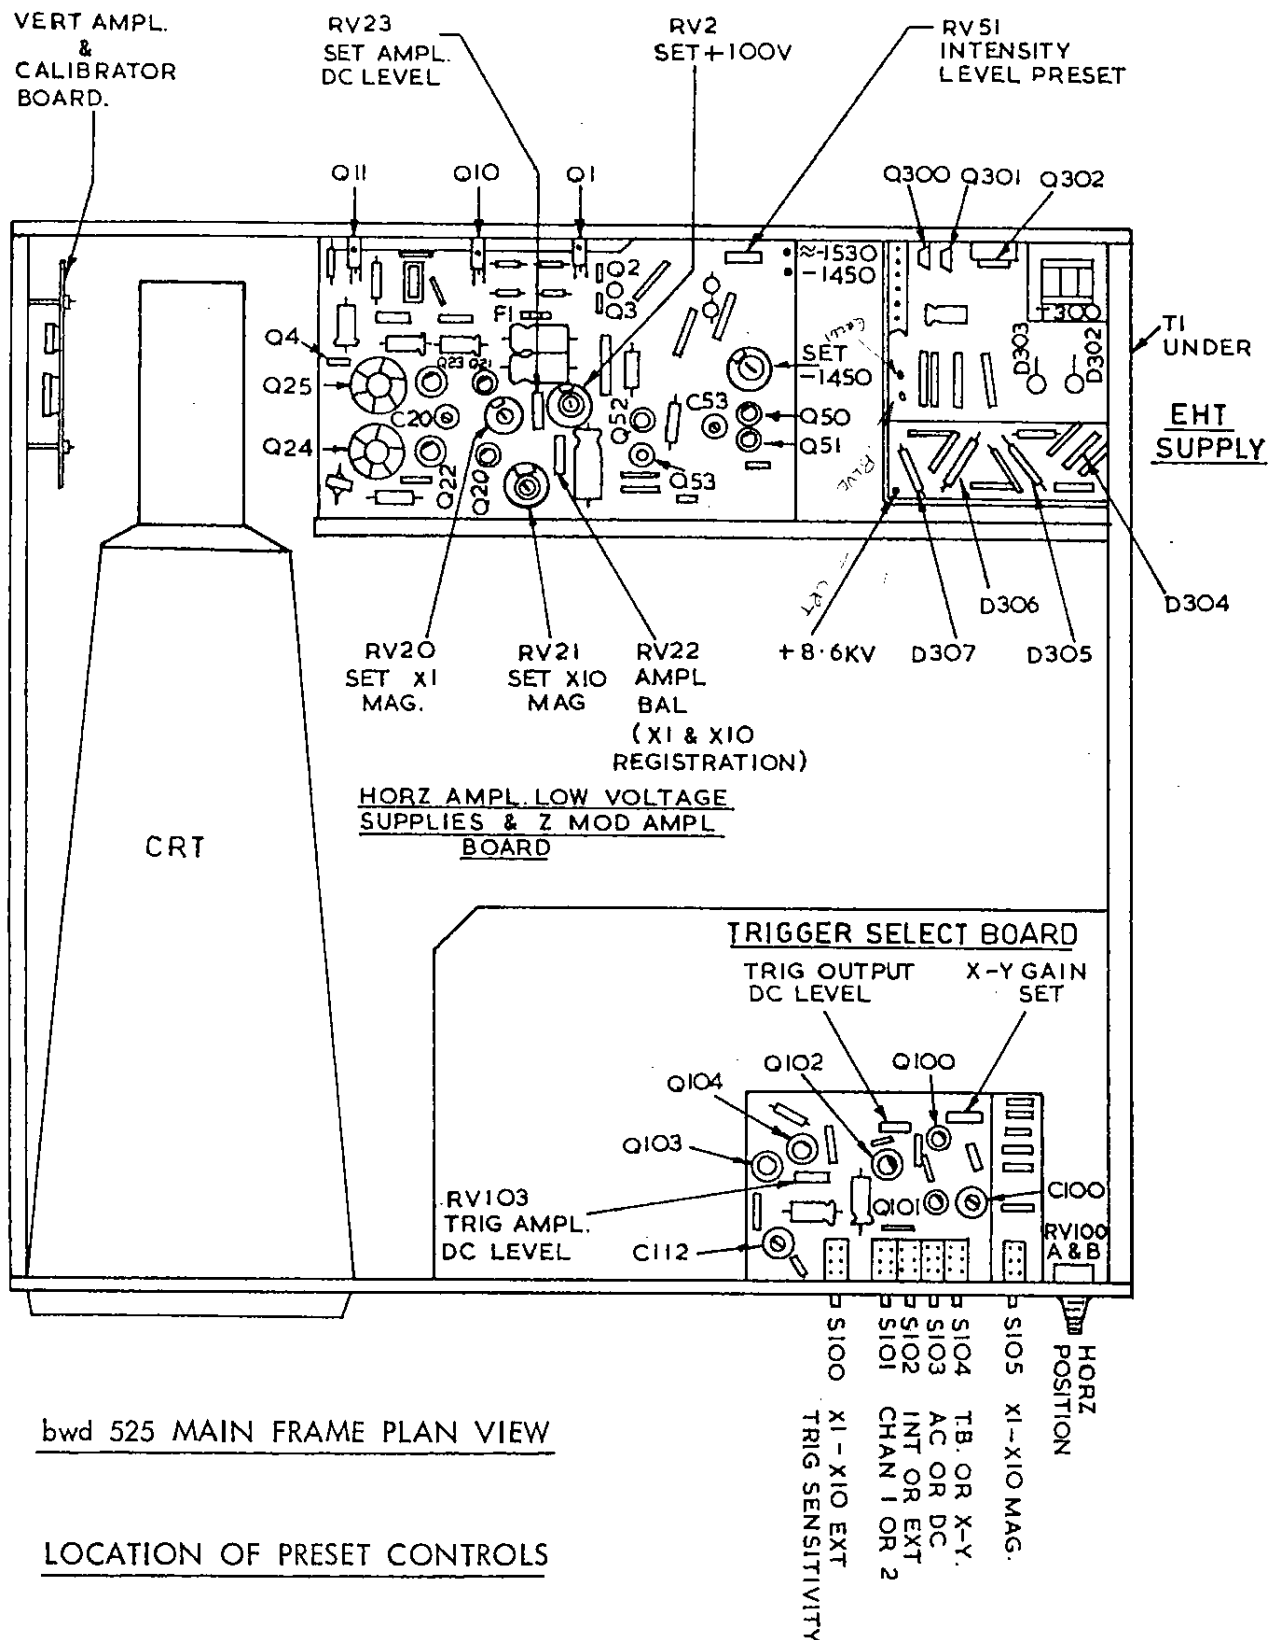 VERT AMPL.
&
CALIBRATOR
BOARD.
RV23
SET AMPL.
DC LEVEL
RV2
SET+100V
RV51
INTENSITY
LEVEL PRESET
Q11
Q10
Q1
Q300
Q301
Q302
Q2
Q3
F1
≈-1530
-1450
T300
T1
UNDER
Q4
Q25
Q23
Q21
C20
Q24
Q22
Q20
Q52
C53
Q53
SET
-1450
Q50
Q51
D303
D302
EHT
SUPPLY
D304
D306
+8·6KV
D307
D305
RV20
SET X1
MAG.
RV21
SET X10
MAG
RV22
AMPL
BAL
(X1 & X10
REGISTRATION)
HORZ AMPL. LOW VOLTAGE
SUPPLIES & Z MOD AMPL
BOARD
CRT
TRIGGER SELECT BOARD
TRIG OUTPUT
DC LEVEL
X-Y GAIN
SET
Q102
Q100
Q104
Q103
RV103
TRIG AMPL.
DC LEVEL
C112
Q101
C100
RV100
A & B
S100 X1-X10 EXT
TRIG SENSITIVITY
S101 CHAN 1 OR 2
S102 INT OR EXT
S103 AC OR DC
S104 T.B. OR X-Y.
S105 X1-X10 MAG.
HORZ
POSITION
bwd 525 MAIN FRAME PLAN VIEW
LOCATION OF PRESET CONTROLS